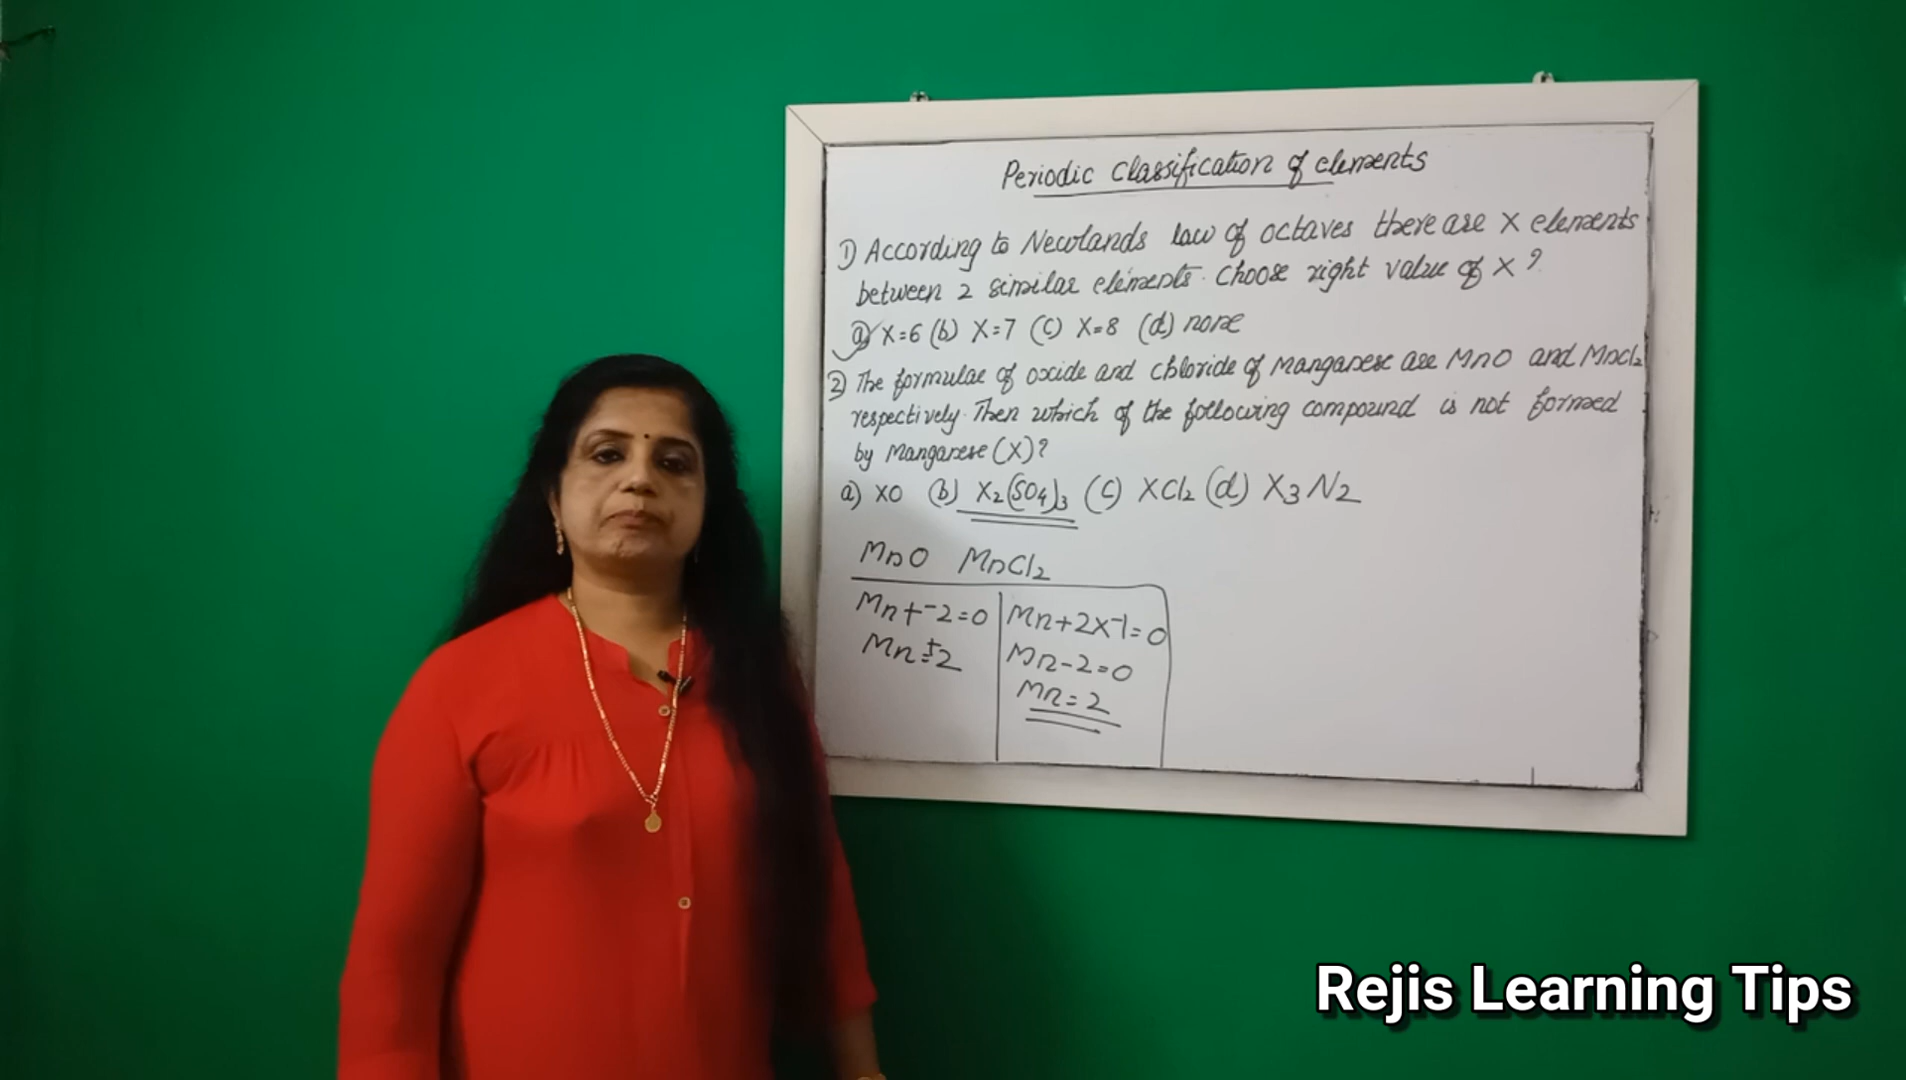 Periodic Classification of elements
1) According to Newlands law of octaves there are X elements
between 2 similar elements. Choose right value of X?
a) X=6 (b) X=7 (c) X=8 (d) none
2) The formulae of oxide and chloride of Manganese are MnO and MnCl2
respectively. Then which of the following compound is not formed
by Manganese (X)?
a) XO (b) X2(SO4)3 (c) XCl2 (d) X3N2
MnO MnCl2
Mn+-2=0
Mn=+2
Mn+2x-1=0
Mn-2=0
Mn=2
Rejis Learning Tips